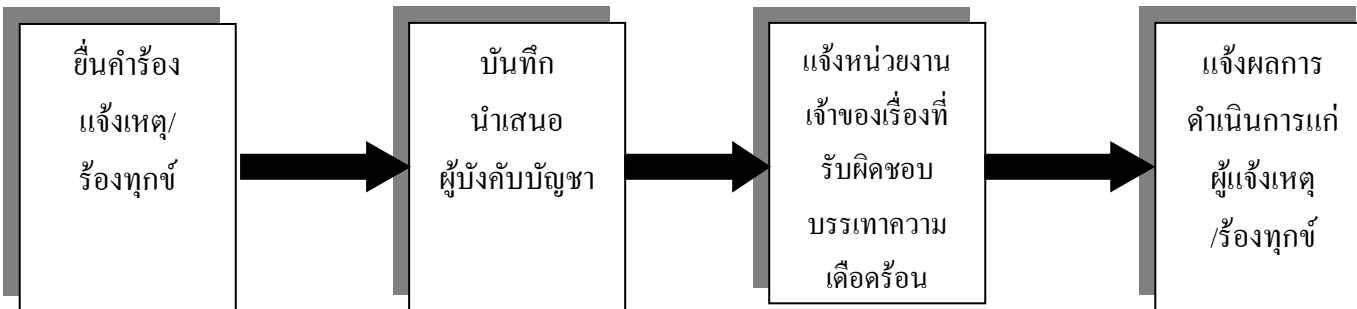 ยื่นคำร้อง
แจ้งเหตุ/
ร้องทุกข์
บันทึก
นำเสนอ
ผู้บังคับบัญชา
แจ้งหน่วยงาน
เจ้าของเรื่องที่
รับผิดชอบ
บรรเทาความ
เดือดร้อน
แจ้งผลการ
ดำเนินการแก่
ผู้แจ้งเหตุ
/ร้องทุกข์